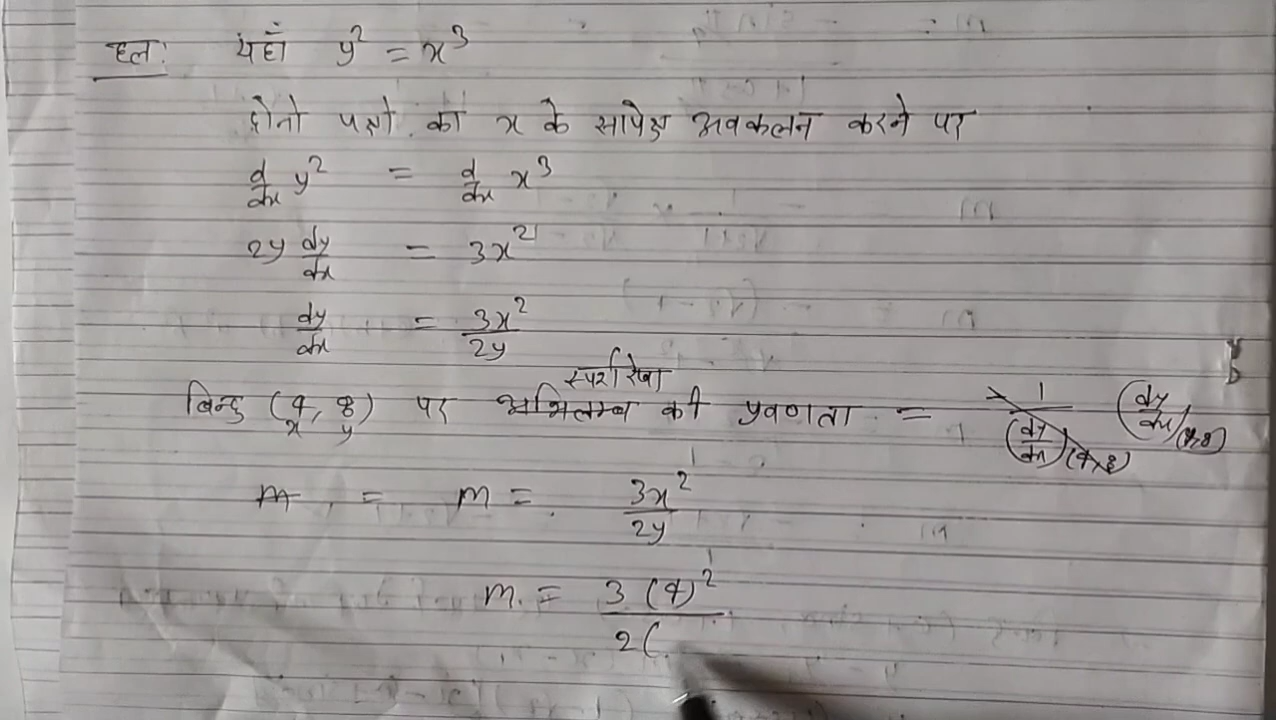 हल: यहाँ y² = x³
दोनो पक्षो का x के सापेक्ष अवकलन करने पर
d/dx y² = d/dx x³
2y dy/dx = 3x²
dy/dx = 3x²/2y
स्पर्श रेखा
बिन्दु (4, 8) पर अभिलम्ब की प्रवणता = 1/(dy/dx)(4,8) (dy/dx)(4,8)
x y
m = m = 3x²/2y
m = 3(4)²/2(